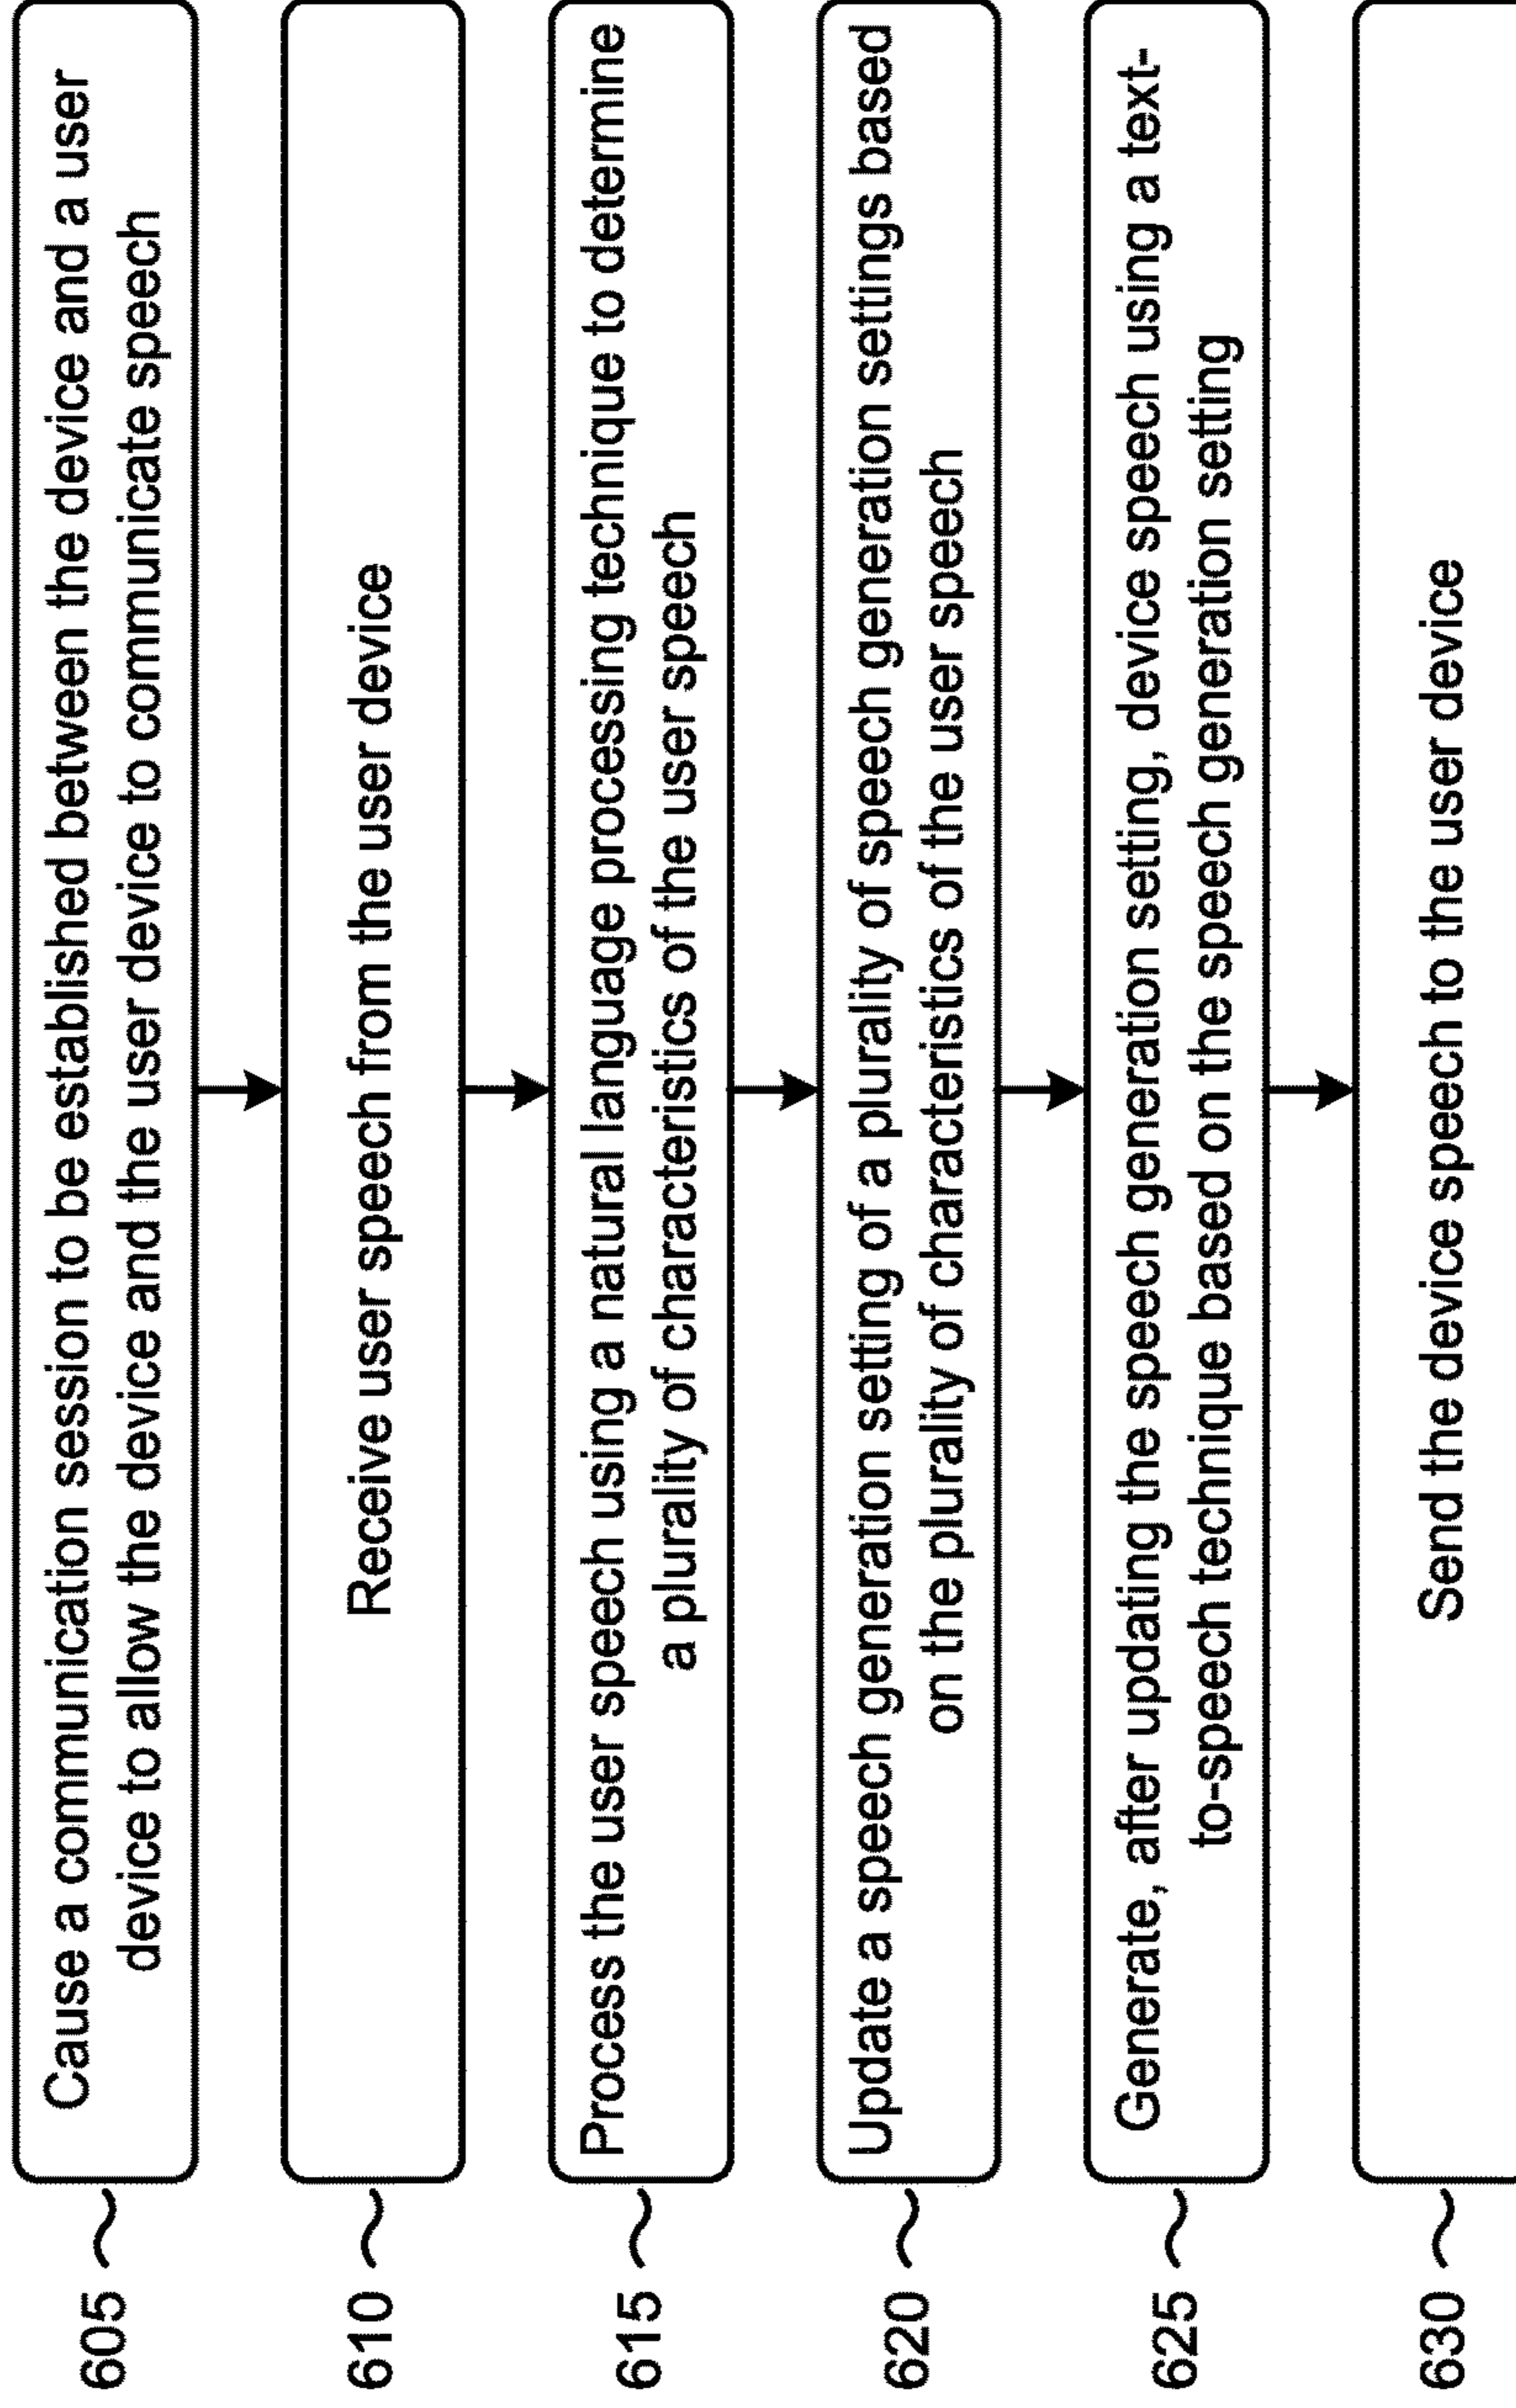 605
Cause a communication session to be established between the device and a user
device to allow the device and the user device to communicate speech
610
Receive user speech from the user device
615
Process the user speech using a natural language processing technique to determine
a plurality of characteristics of the user speech
620
Update a speech generation setting of a plurality of speech generation settings based
on the plurality of characteristics of the user speech
625
Generate, after updating the speech generation setting, device speech using a text-
to-speech technique based on the speech generation setting
630
Send the device speech to the user device